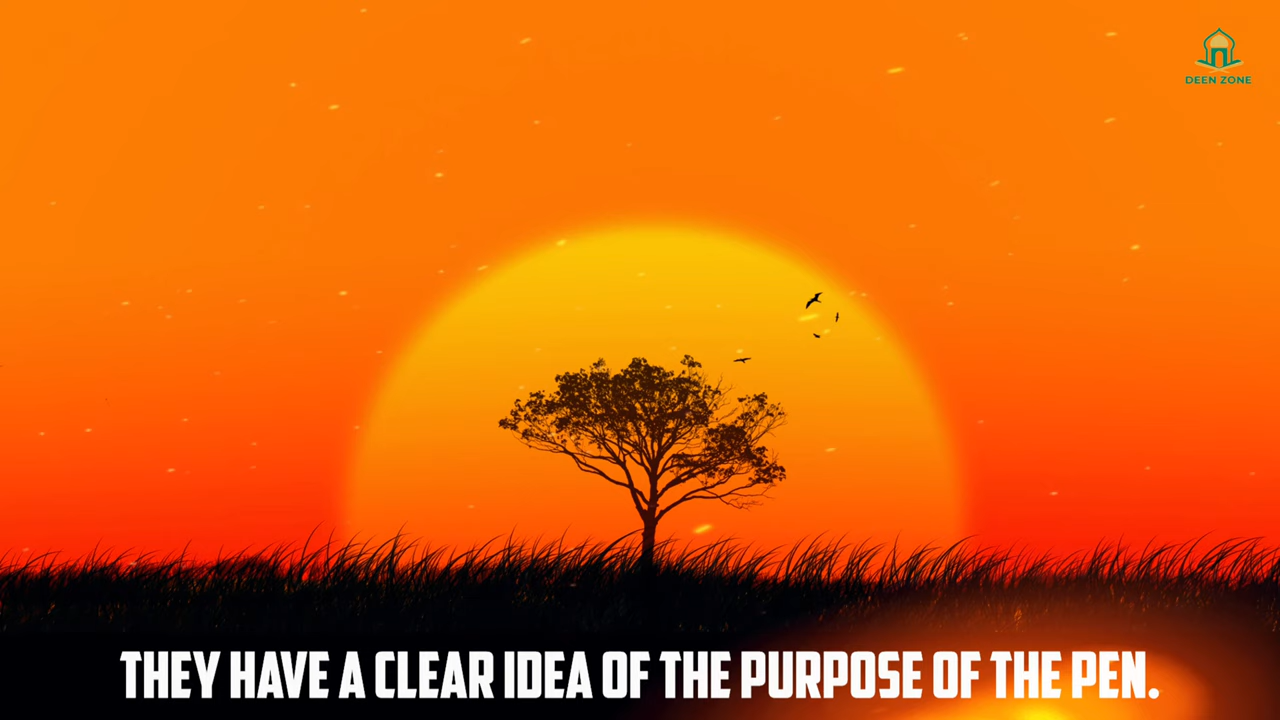 DEEN ZONE
THEY HAVE A CLEAR IDEA OF THE PURPOSE OF THE PEN.